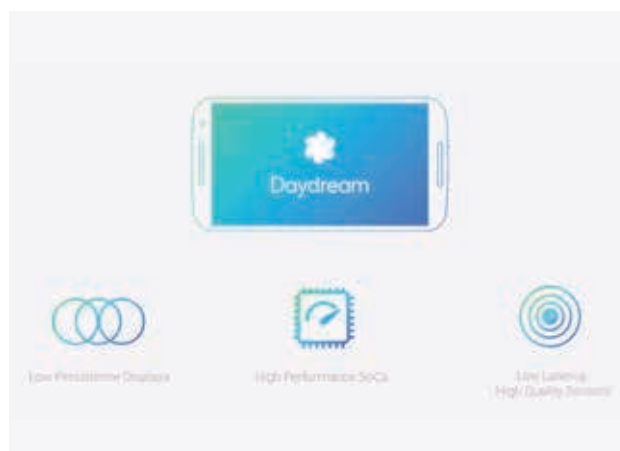 Daydream
Low Persistence Displays
High Performance SoCs
Low Latency
High Quality Sensors